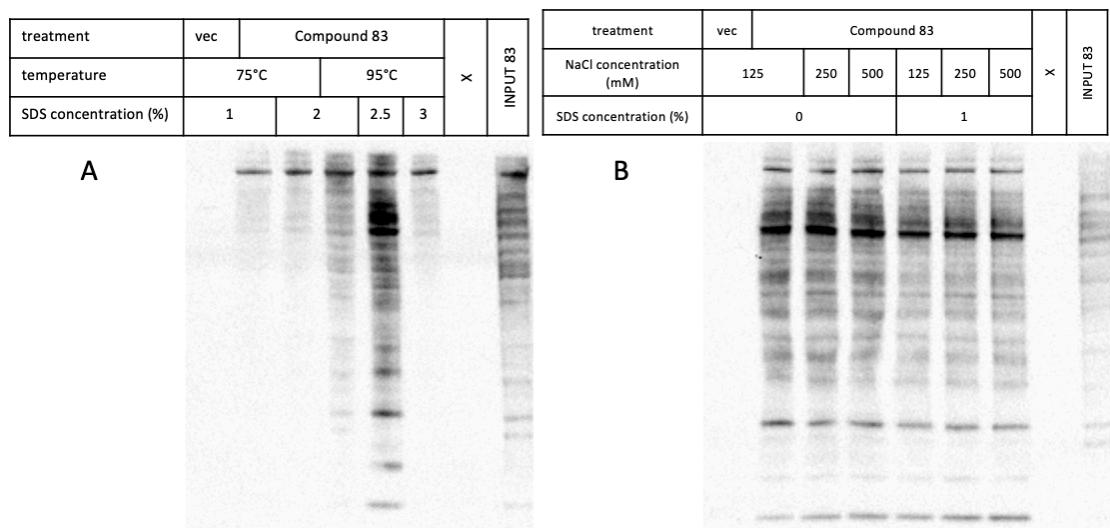 treatment vec Compound 83
temperature 75°C 95°C
SDS concentration (%) 1 2 2.5 3
X
INPUT 83
A
treatment vec Compound 83
NaCl concentration
(mM)
125 250 500 125 250 500
SDS concentration (%) 0 1
X
INPUT 83
B